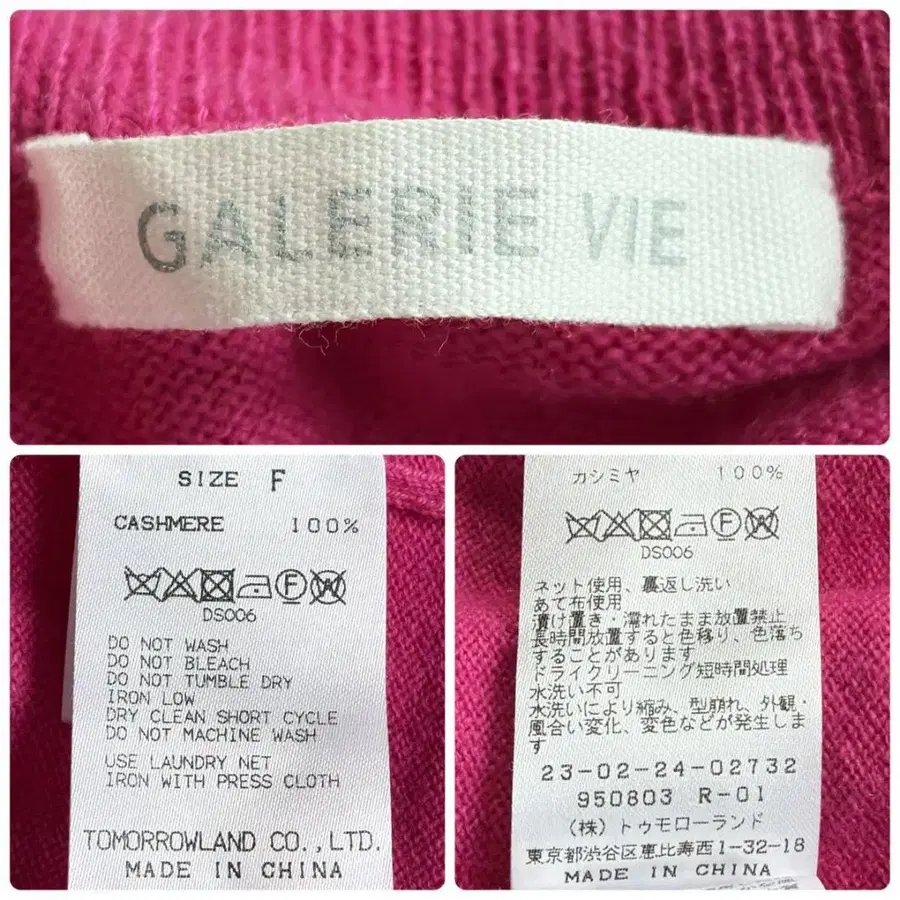 GALERIE VIE
SIZE F
CASHMERE 100%
DS006
DO NOT WASH
DO NOT BLEACH
DO NOT TUMBLE DRY
IRON LOW
DRY CLEAN SHORT CYCLE
DO NOT MACHINE WASH
USE LAUNDRY NET
IRON WITH PRESS CLOTH
TOMORROWLAND CO.,LTD.
MADE IN CHINA
カシミヤ 100%
DS006
ネット使用、裏返し洗い
あて布使用
漬け置き・濡れたまま放置禁止
長時間放置すると色移り、色落ち
することがあります
ドライクリーニング短時間処理
水洗い不可
水洗いにより縮み、型崩れ、外観・
風合い変化、変色などが発生しま
す
23-02-24-02732
950803 R-01
(株)トゥモローランド
東京都渋谷区恵比寿西1-32-18
MADE IN CHINA